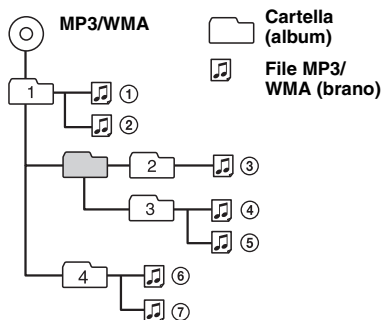 MP3/WMA
Cartella
(album)
File MP3/
WMA (brano)
1
①
②
2
③
3
④
⑤
4
⑥
⑦